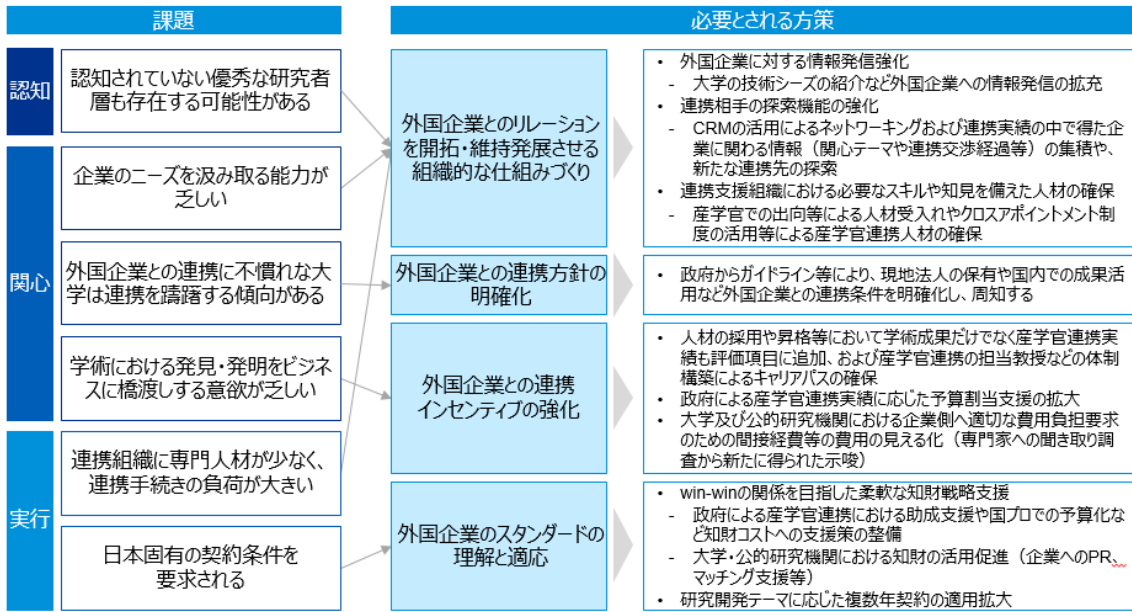 課題
必要とされる方策
認知
認知されていない優秀な研究者
層も存在する可能性がある
関心
企業のニーズを汲み取る能力が
乏しい
外国企業との連携に不慣れな大
学は連携を躊躇する傾向がある
学術における発見・発明をビジネ
スに橋渡しする意欲が乏しい
実行
連携組織に専門人材が少なく、
連携手続きの負荷が大きい
日本固有の契約条件を
要求される
外国企業とのリレーション
を開拓・維持発展させる
組織的な仕組みづくり
• 外国企業に対する情報発信強化
- 大学の技術シーズの紹介など外国企業への情報発信の拡充
• 連携相手の探索機能の強化
- CRMの活用によるネットワーキングおよび連携実績の中で得た企
業に関わる情報（関心テーマや連携交渉経過等）の集積や、
新たな連携先の探索
• 連携支援組織における必要なスキルや知見を備えた人材の確保
- 産学官での出向等による人材受入れやクロスアポイントメント制
度の活用等による産学官連携人材の確保
外国企業との連携方針の
明確化
• 政府からガイドライン等により、現地法人の保有や国内での成果活
用など外国企業との連携条件を明確化し、周知する
外国企業との連携
インセンティブの強化
• 人材の採用や昇格等において学術成果だけでなく産学官連携実
績も評価項目に追加、および産学官連携の担当教授などの体制
構築によるキャリアパスの確保
• 政府による産学官連携実績に応じた予算割当支援の拡大
• 大学及び公的研究機関における企業側へ適切な費用負担要求
のための間接経費等の費用の見える化（専門家への聞き取り調
査から新たに得られた示唆）
外国企業のスタンダードの
理解と適応
• win-winの関係を目指した柔軟な知財戦略支援
- 政府による産学官連携における助成支援や国プロでの予算化な
ど知財コストへの支援策の整備
- 大学・公的研究機関における知財の活用促進（企業へのPR、
マッチング支援等）
• 研究開発テーマに応じた複数年契約の適用拡大